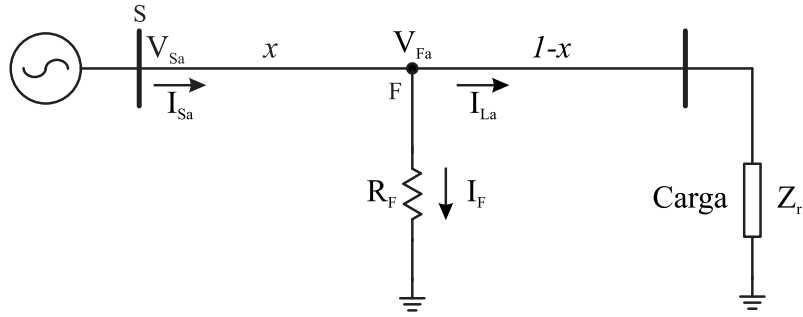 S
V_Sa
x
V_Fa
1-x
I_Sa
F
I_La
R_F
I_F
Carga
Z_r